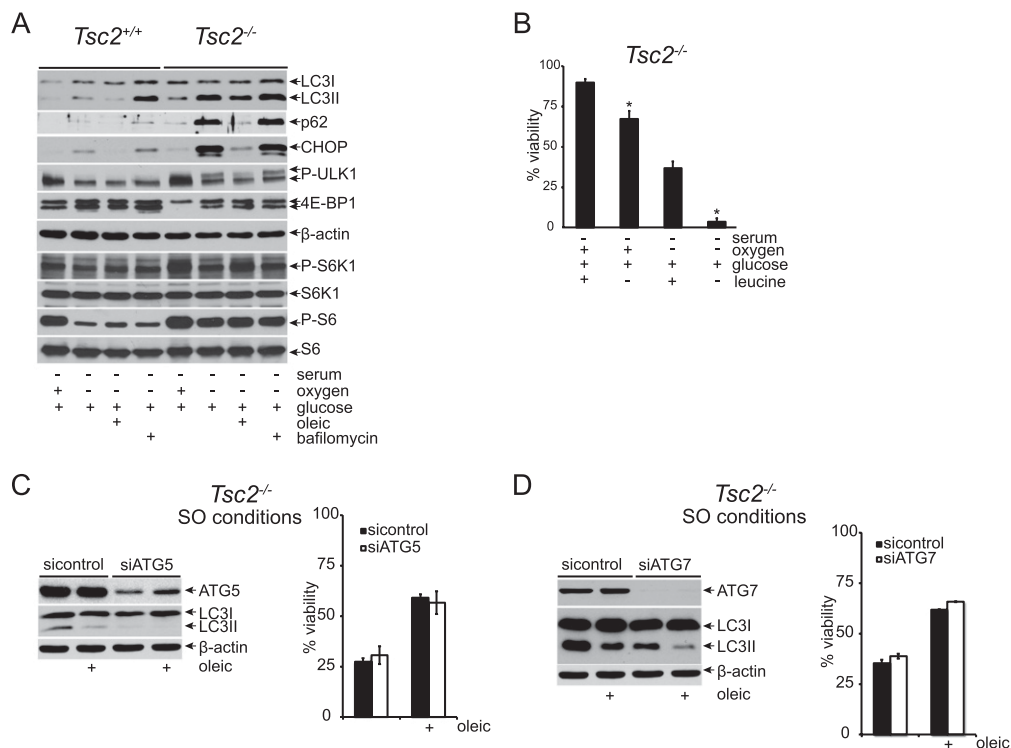 A
Tsc2+/+ Tsc2-/-
LC3I
LC3II
p62
CHOP
P-ULK1
4E-BP1
β-actin
P-S6K1
S6K1
P-S6
S6
- - - - - - - - serum
+ - - - + - - - oxygen
+ + + + + + + + glucose
+ + oleic
+ + bafilomycin
B
Tsc2-/-
% viability
100
75
50
25
0
* *
- - - - serum
+ + - - oxygen
+ + + + glucose
+ - + - leucine
C
Tsc2-/-
SO conditions
sicontrol siATG5
ATG5
LC3I
LC3II
β-actin
+ + oleic
% viability
100
75
50
25
0
sicontrol
siATG5
+ oleic
D
Tsc2-/-
SO conditions
sicontrol siATG7
ATG7
LC3I
LC3II
β-actin
+ + oleic
% viability
100
75
50
25
0
sicontrol
siATG7
+ oleic